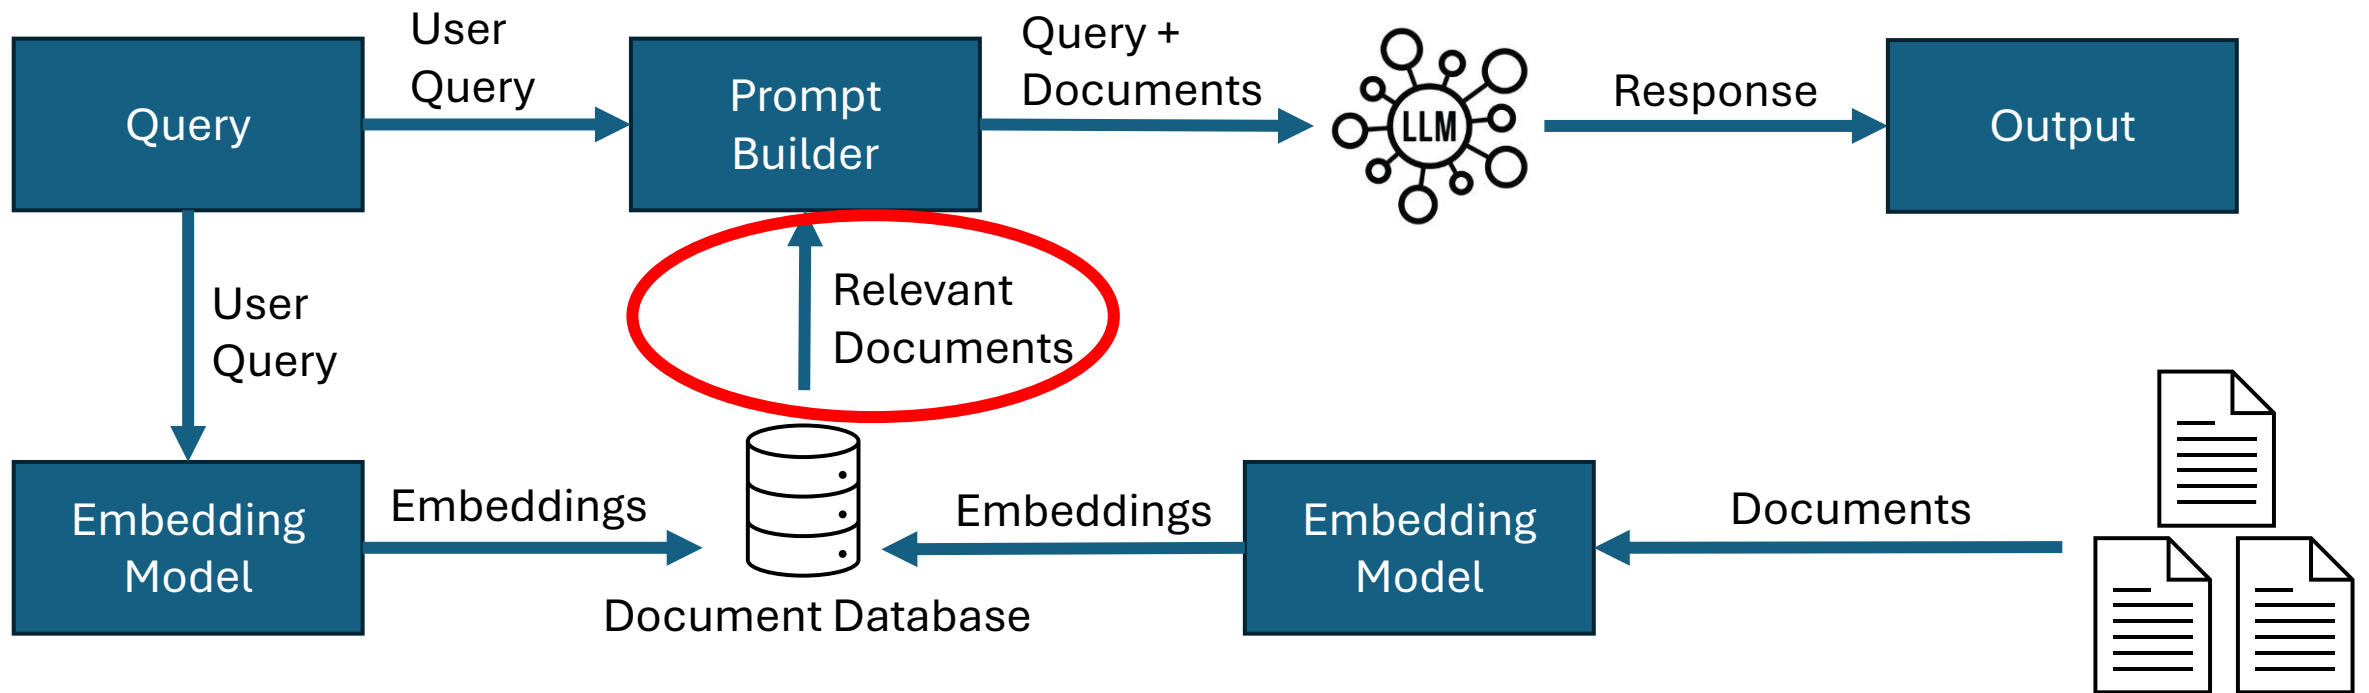 User
Query
Query +
Documents
Query
Prompt
Builder
LLM
Response
Output
User
Query
Relevant
Documents
Embedding
Model
Embeddings
Embeddings
Embedding
Model
Documents
Document Database